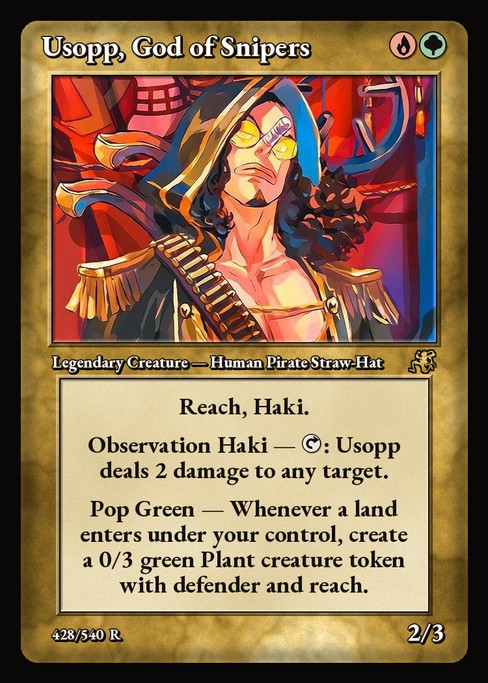 Usopp, God of Snipers
Legendary Creature — Human Pirate Straw-Hat
Reach, Haki.
Observation Haki — : Usopp
deals 2 damage to any target.
Pop Green — Whenever a land
enters under your control, create
a 0/3 green Plant creature token
with defender and reach.
428/540 R
2/3